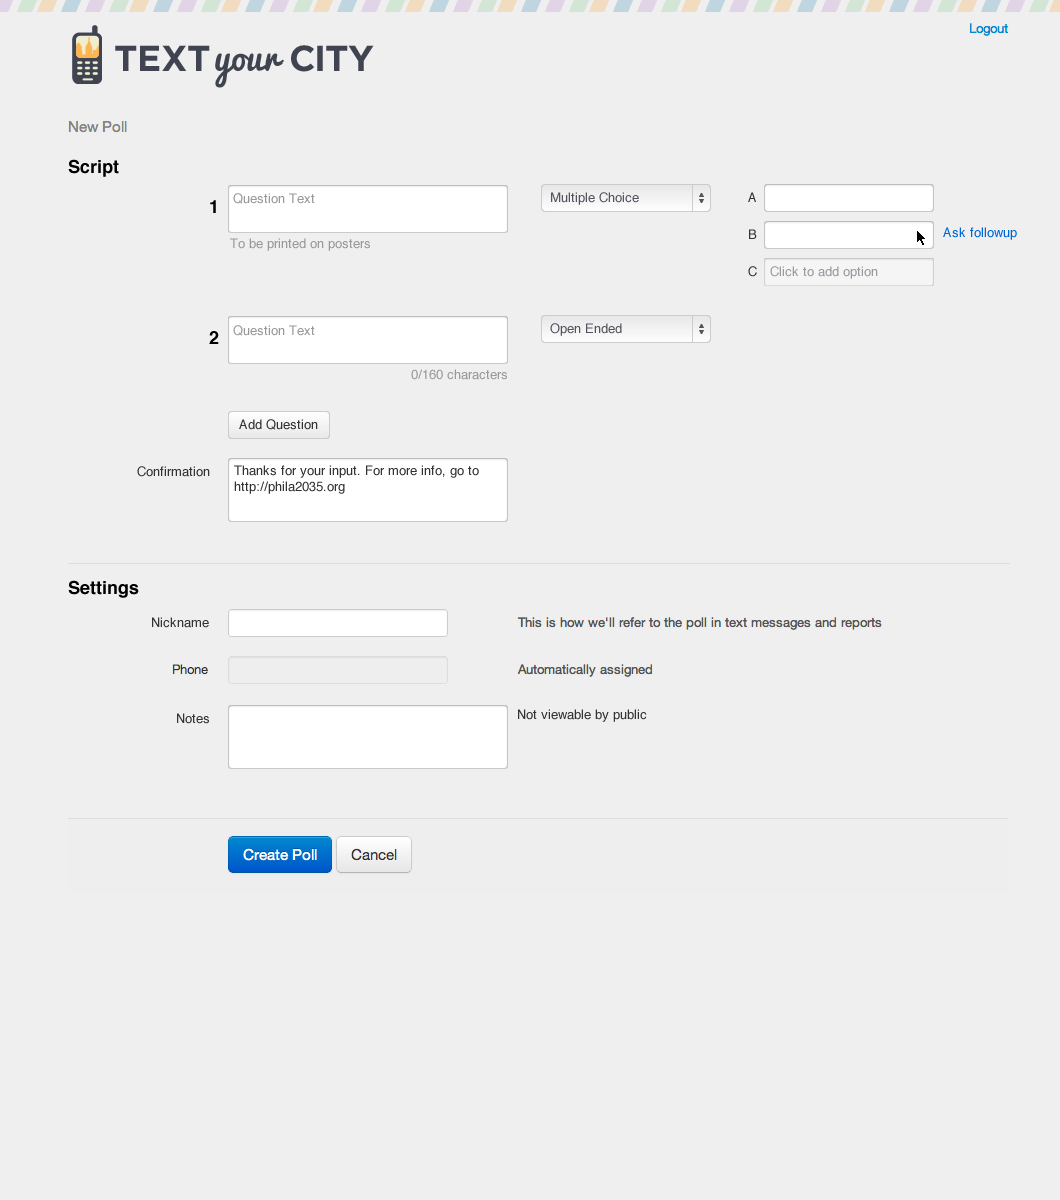 Logout
TEXT your CITY
New Poll
Script
1
Question Text
Multiple Choice
A
To be printed on posters
B
Ask followup
C
Click to add option
2
Question Text
Open Ended
0/160 characters
Add Question
Confirmation
Thanks for your input. For more info, go to
http://phila2035.org
Settings
Nickname
This is how we'll refer to the poll in text messages and reports
Phone
Automatically assigned
Notes
Not viewable by public
Create Poll
Cancel